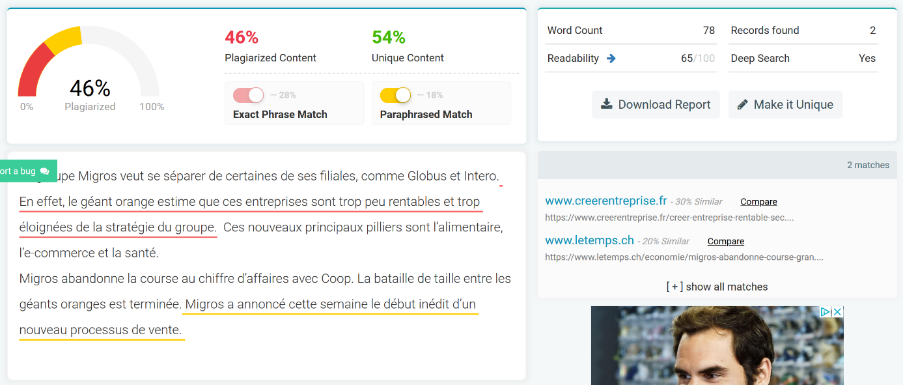 46%
Plagiarized
0%
100%
46%
Plagiarized Content
54%
Unique Content
— 28%
Exact Phrase Match
— 18%
Paraphrased Match
Word Count 78
Records found 2
Readability 65/100
Deep Search Yes
Download Report
Make it Unique
ort a bug
upe Migros veut se séparer de certaines de ses filiales, comme Globus et Intero.
En effet, le géant orange estime que ces entreprises sont trop peu rentables et trop
éloignées de la stratégie du groupe. Ces nouveaux principaux pilliers sont l'alimentaire,
l'e-commerce et la santé.
Migros abandonne la course au chiffre d'affaires avec Coop. La bataille de taille entre les
géants oranges est terminée. Migros a annoncé cette semaine le début inédit d'un
nouveau processus de vente.
2 matches
www.creerentreprise.fr - 30% Similar Compare
https://www.creerentreprise.fr/creer-entreprise-rentable-sec....
www.letemps.ch - 20% Similar Compare
https://www.letemps.ch/economie/migros-abandonne-course-gran....
[ + ] show all matches